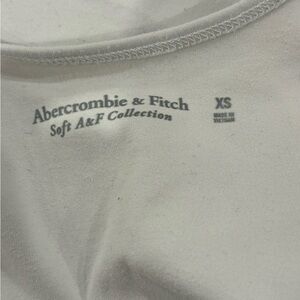 Abercrombie & Fitch
Soft A&F Collection
XS
MADE IN
VIETNAM